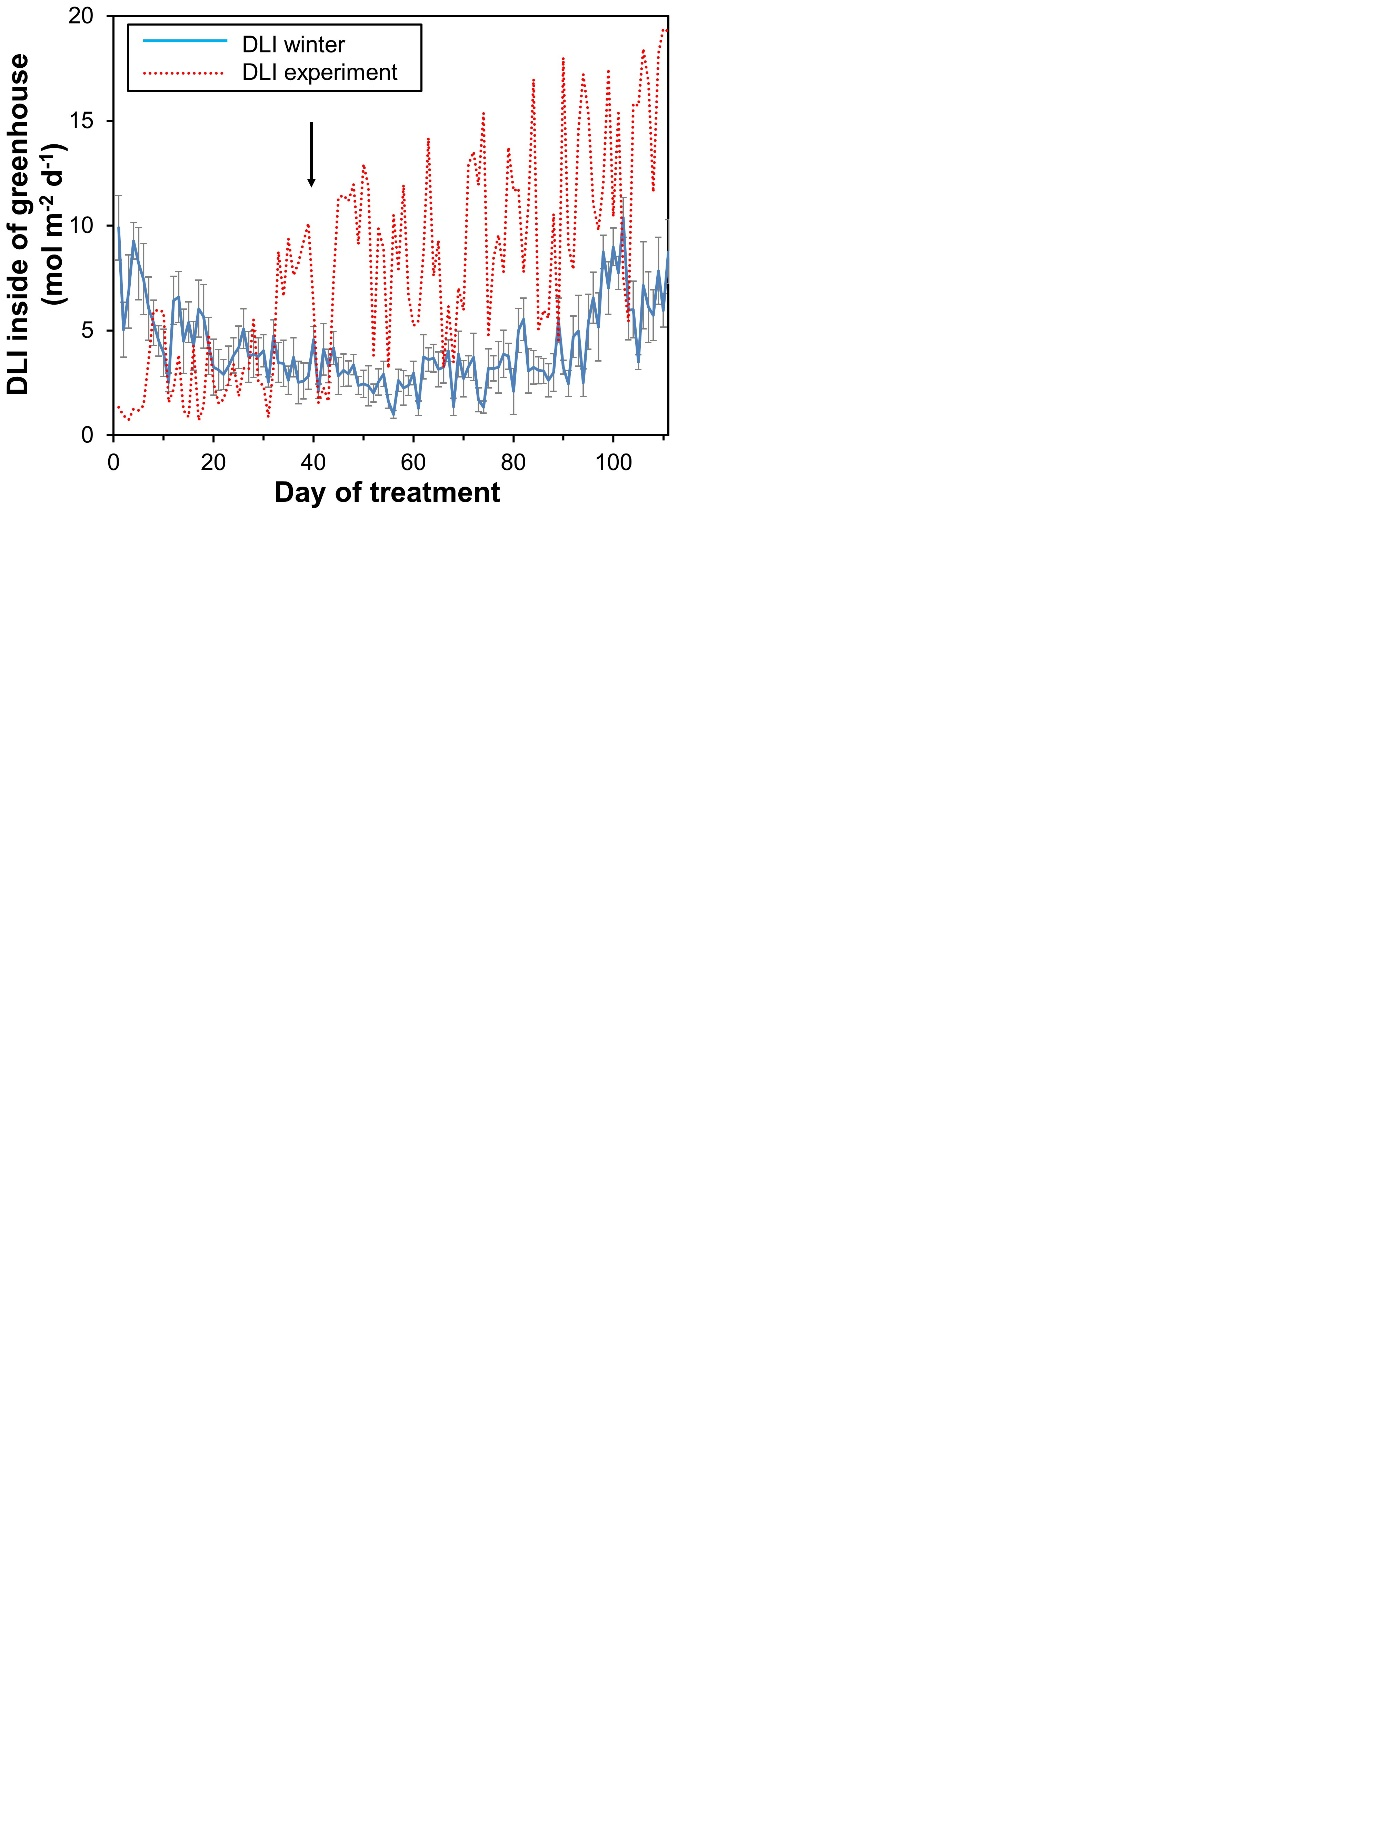 20
DLI winter
DLI experiment
15
10
5
0
0 20 40 60 80 100
Day of treatment
DLI inside of greenhouse
(mol m-2 d-1)